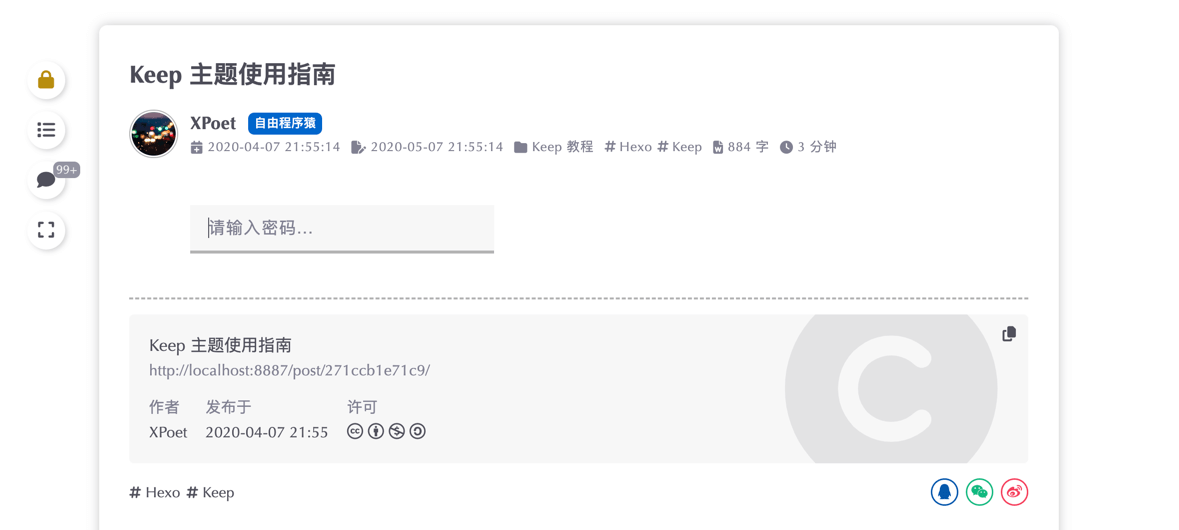 Keep 主题使用指南
XPoet 自由程序猿
2020-04-07 21:55:14 2020-05-07 21:55:14 Keep 教程 # Hexo # Keep 884 字 3 分钟
99+
请输入密码...
Keep 主题使用指南
http://localhost:8887/post/271ccb1e71c9/
作者 发布于 许可
XPoet 2020-04-07 21:55
# Hexo # Keep